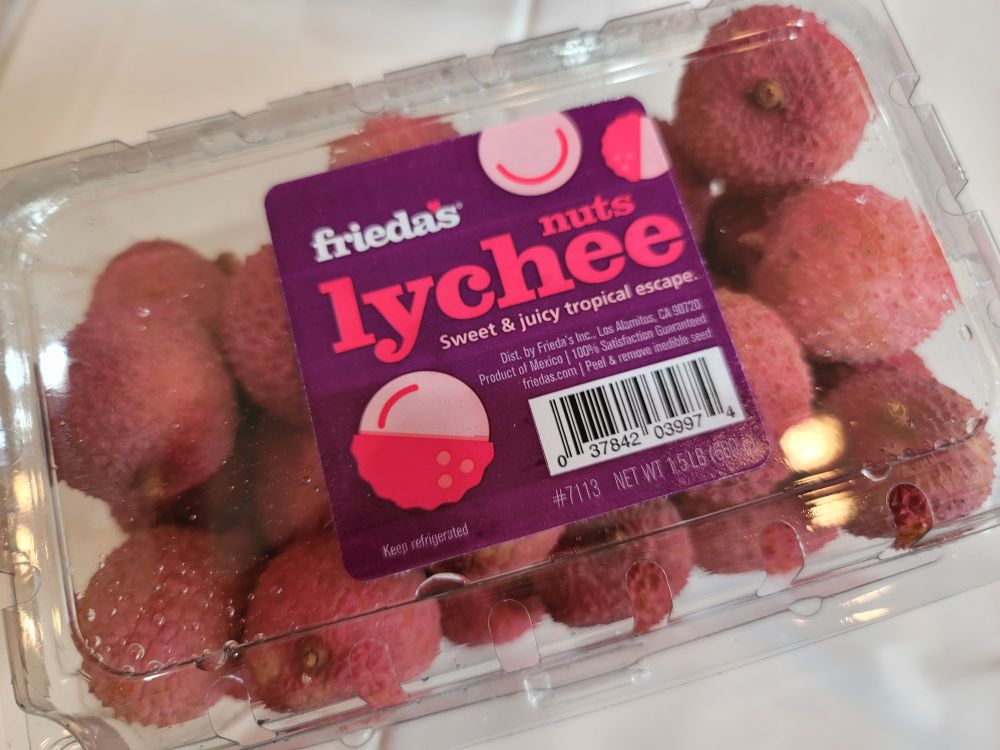 frieda's®
nuts
lychee
Sweet & juicy tropical escape.
Dist. by Frieda's Inc., Los Alamitos, CA 90720
Product of Mexico | 100% Satisfaction Guaranteed
friedas.com | Peel & remove inedible seed
0 37842 03997 4
#7113 NET WT 1.5 LB
Keep refrigerated